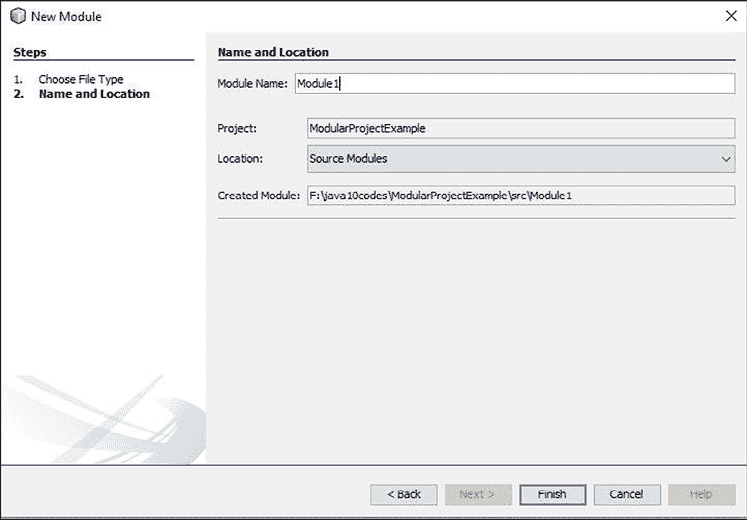 New Module
Steps
1. Choose File Type
2. Name and Location
Name and Location
Module Name: Module1
Project: ModularProjectExample
Location: Source Modules
Created Module: F:\java10codes\ModularProjectExample\src\Module1
< Back Next > Finish Cancel Help